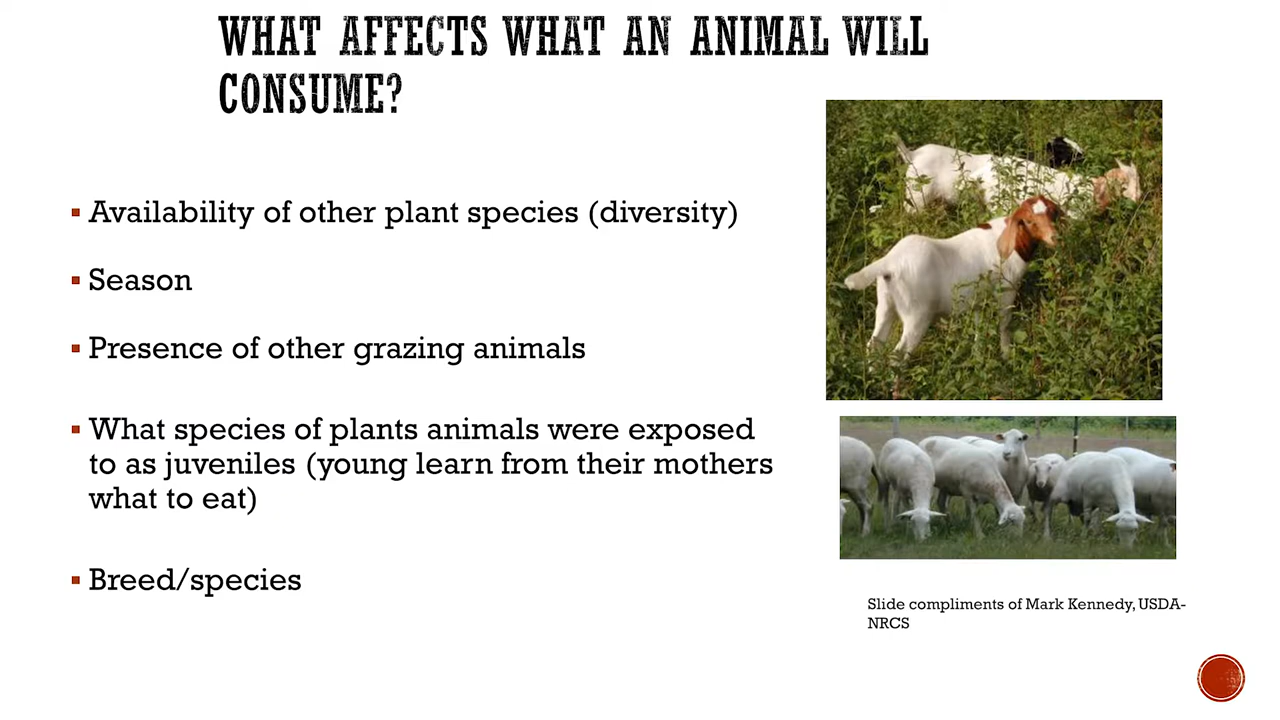 WHAT AFFECTS WHAT AN ANIMAL WILL
CONSUME?
Availability of other plant species (diversity)
Season
Presence of other grazing animals
What species of plants animals were exposed
to as juveniles (young learn from their mothers
what to eat)
Breed/species
Slide compliments of Mark Kennedy, USDA-
NRCS